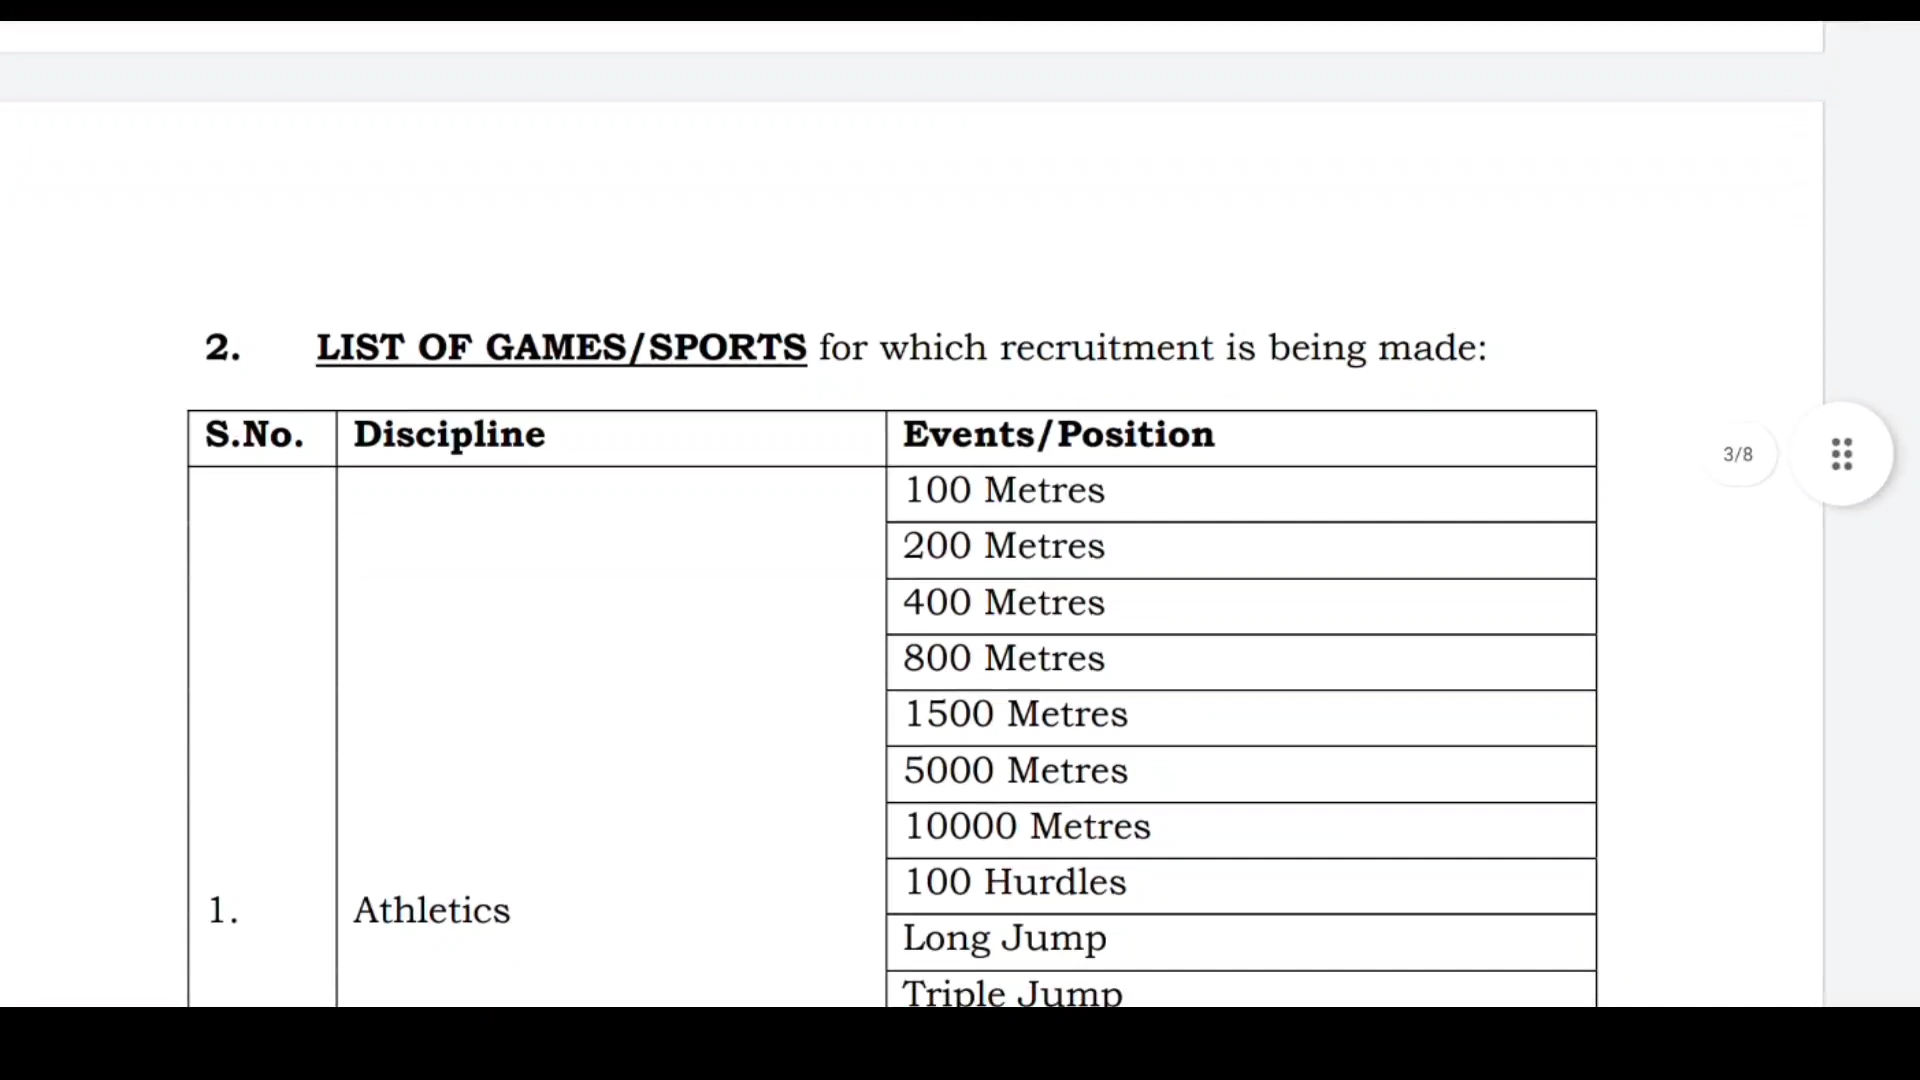 2. LIST OF GAMES/SPORTS for which recruitment is being made:
S.No. Discipline Events/Position
100 Metres
200 Metres
400 Metres
800 Metres
1500 Metres
5000 Metres
10000 Metres
100 Hurdles
1. Athletics
Long Jump
Triple Jump
3/8